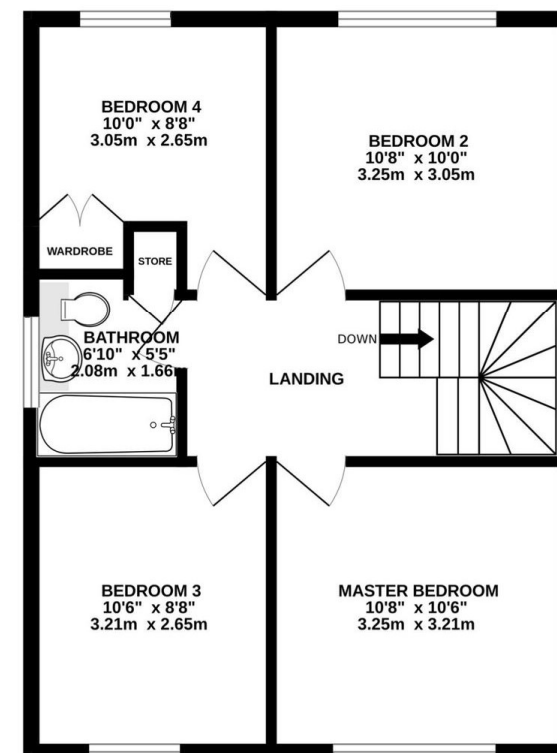 BEDROOM 4
10'0" x 8'8"
3.05m x 2.65m
BEDROOM 2
10'8" x 10'0"
3.25m x 3.05m
WARDROBE
STORE
BATHROOM
6'10" x 5'5"
2.08m x 1.66m
DOWN
LANDING
BEDROOM 3
10'6" x 8'8"
3.21m x 2.65m
MASTER BEDROOM
10'8" x 10'6"
3.25m x 3.21m